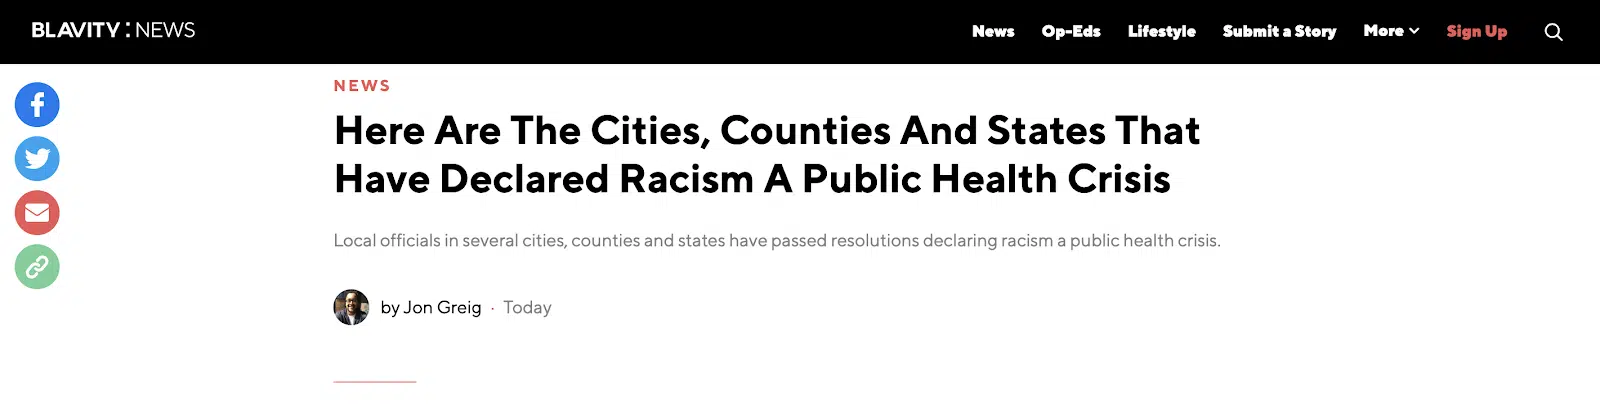 BLAVITY : NEWS
News Op-Eds Lifestyle Submit a Story More Sign Up
NEWS
Here Are The Cities, Counties And States That
Have Declared Racism A Public Health Crisis
Local officials in several cities, counties and states have passed resolutions declaring racism a public health crisis.
by Jon Greig · Today